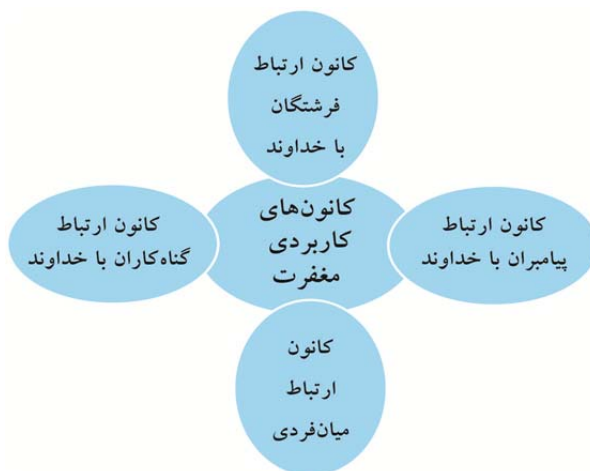 کانون ارتباط
فرشتگان
با خداوند
کانون‌های
کاربردی
مغفرت
کانون ارتباط
پیامبران با خداوند
کانون ارتباط
گناه‌کاران با خداوند
کانون
ارتباط
میان‌فردی